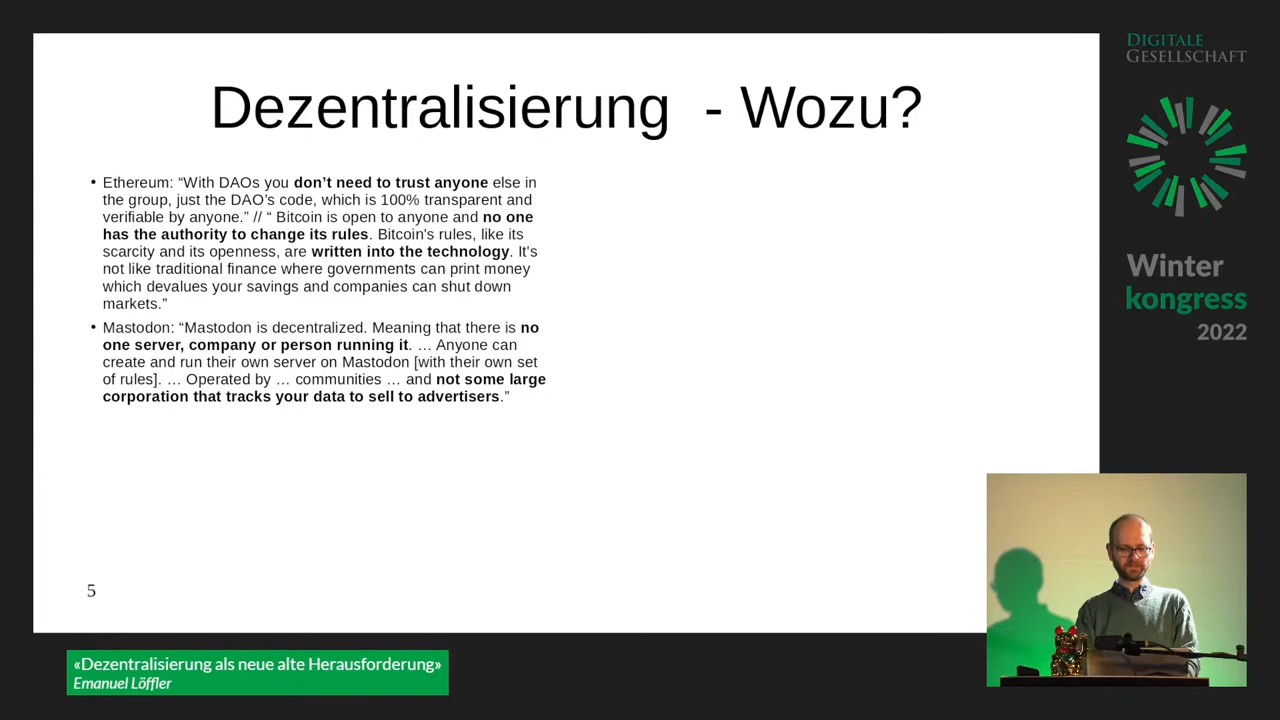 Dezentralisierung - Wozu?
• Ethereum: “With DAOs you don’t need to trust anyone else in
the group, just the DAO’s code, which is 100% transparent and
verifiable by anyone.” // “ Bitcoin is open to anyone and no one
has the authority to change its rules. Bitcoin's rules, like its
scarcity and its openness, are written into the technology. It's
not like traditional finance where governments can print money
which devalues your savings and companies can shut down
markets.”
• Mastodon: “Mastodon is decentralized. Meaning that there is no
one server, company or person running it. … Anyone can
create and run their own server on Mastodon [with their own set
of rules]. … Operated by … communities … and not some large
corporation that tracks your data to sell to advertisers.”
5
DIGITALE
GESELLSCHAFT
Winter
kongress
2022
«Dezentralisierung als neue alte Herausforderung»
Emanuel Löffler